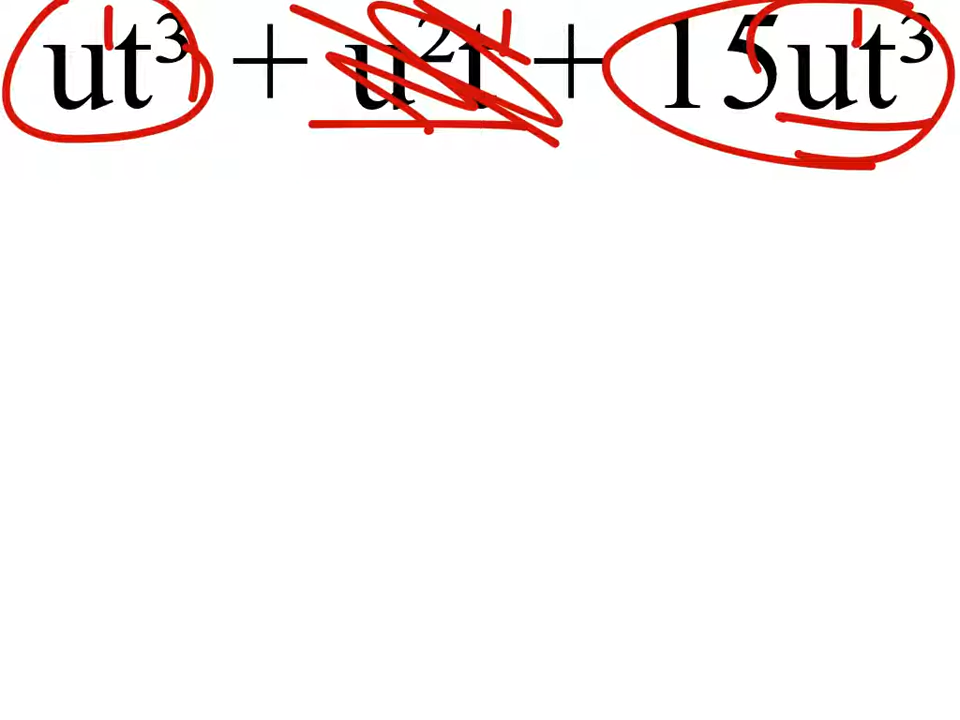 ut³ + u²t + 15ut³